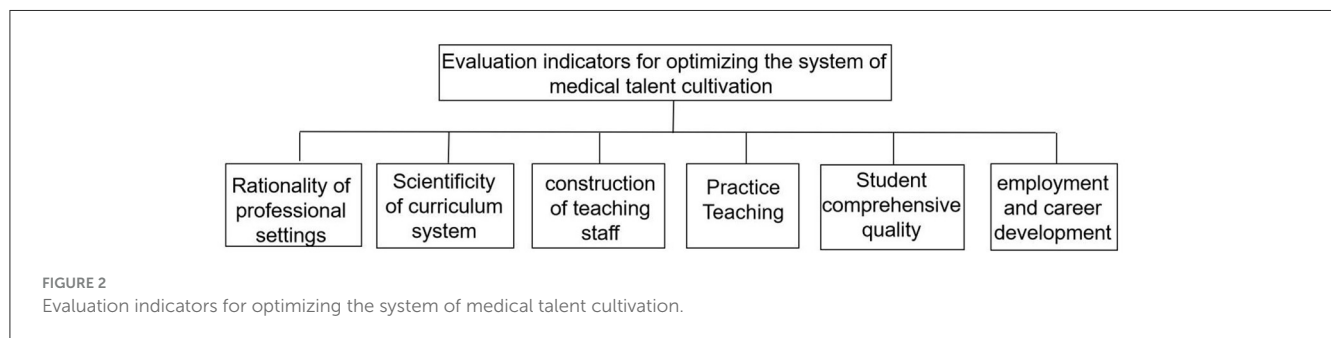 Evaluation indicators for optimizing the system of
medical talent cultivation
Rationality of
professional
settings
Scientificity
of curriculum
system
construction
of teaching
staff
Practice
Teaching
Student
comprehensive
quality
employment
and career
development
FIGURE 2
Evaluation indicators for optimizing the system of medical talent cultivation.